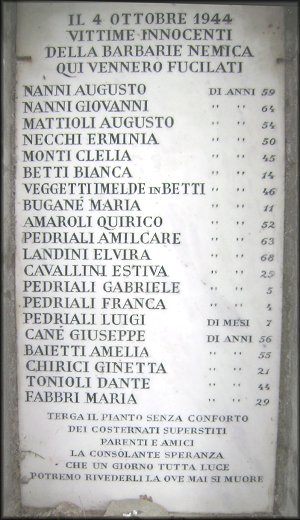 IL 4 OTTOBRE 1944
VITTIME INNOCENTI
DELLA BARBARIE NEMICA
QUI VENNERO FUCILATI
NANNI AUGUSTO DI ANNI 59
NANNI GIOVANNI " " 64
MATTIOLI AUGUSTO " " 54
NECCHI ERMINIA " " 50
MONTI CLELIA " " 45
BETTI BIANCA " " 14
VEGGETTI IMELDE IN BETTI " " 46
BUGANÉ MARIA " " 11
AMAROLI QUIRICO " " 52
PEDRIALI AMILCARE " " 63
LANDINI ELVIRA " " 68
CAVALLINI ESTIVA " " 25
PEDRIALI GABRIELE " " 5
PEDRIALI FRANCA " " 4
PEDRIALI LUIGI DI MESI 7
CANÉ GIUSEPPE DI ANNI 56
BAIETTI AMELIA " " 55
CHIRICI GINETTA " " 21
TONIOLI DANTE " " 44
FABBRI MARIA " " 29
TERGA IL PIANTO SENZA CONFORTO
DEI COSTERNATI SUPERSTITI
PARENTI E AMICI
LA CONSOLANTE SPERANZA
CHE UN GIORNO TUTTA LUCE
POTREMO RIVEDERLI LA OVE MAI SI MUORE